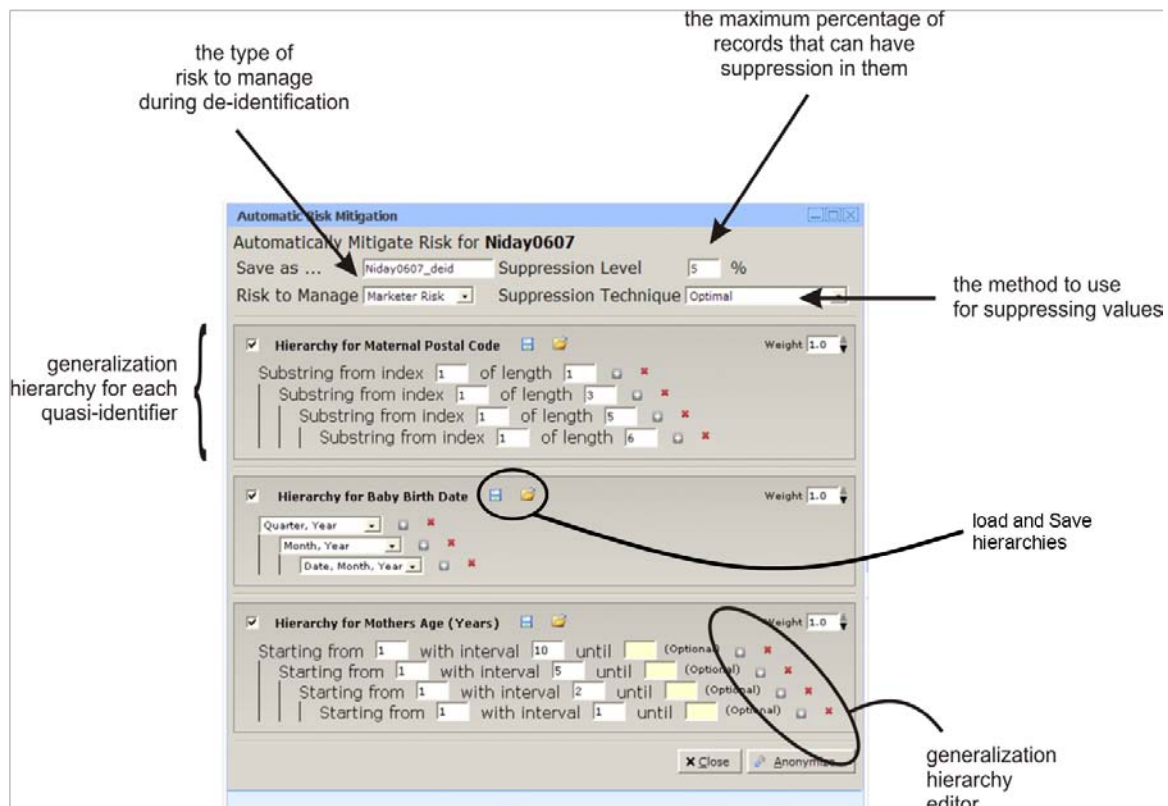 the type of
risk to manage
during de-identification
the maximum percentage of
records that can have
suppression in them
Automatic Risk Mitigation
Automatically Mitigate Risk for Niday0607
Save as ... Niday0607_deid Suppression Level 5 %
Risk to Manage Marketer Risk Suppression Technique Optimal
the method to use
for suppressing values
generalization
hierarchy for each
quasi-identifier
Hierarchy for Maternal Postal Code Weight 1.0
Substring from index 1 of length 1
Substring from index 1 of length 3
Substring from index 1 of length 5
Substring from index 1 of length 6
Hierarchy for Baby Birth Date Weight 1.0
Quarter, Year
Month, Year
Date, Month, Year
load and Save
hierarchies
Hierarchy for Mothers Age (Years) Weight 1.0
Starting from 1 with interval 10 until (Optional)
Starting from 1 with interval 5 until (Optional)
Starting from 1 with interval 2 until (Optional)
Starting from 1 with interval 1 until (Optional)
Close Anonymize
generalization
hierarchy
editor